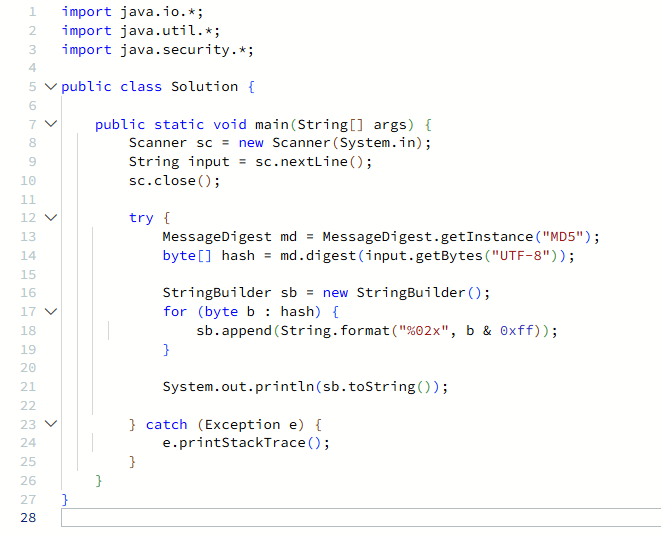 1 import java.io.*;
2 import java.util.*;
3 import java.security.*;
4
5 public class Solution {
6
7     public static void main(String[] args) {
8         Scanner sc = new Scanner(System.in);
9         String input = sc.nextLine();
10         sc.close();
11
12         try {
13             MessageDigest md = MessageDigest.getInstance("MD5");
14             byte[] hash = md.digest(input.getBytes("UTF-8"));
15
16             StringBuilder sb = new StringBuilder();
17             for (byte b : hash) {
18                 sb.append(String.format("%02x", b & 0xff));
19             }
20
21             System.out.println(sb.toString());
22
23         } catch (Exception e) {
24             e.printStackTrace();
25         }
26     }
27 }
28